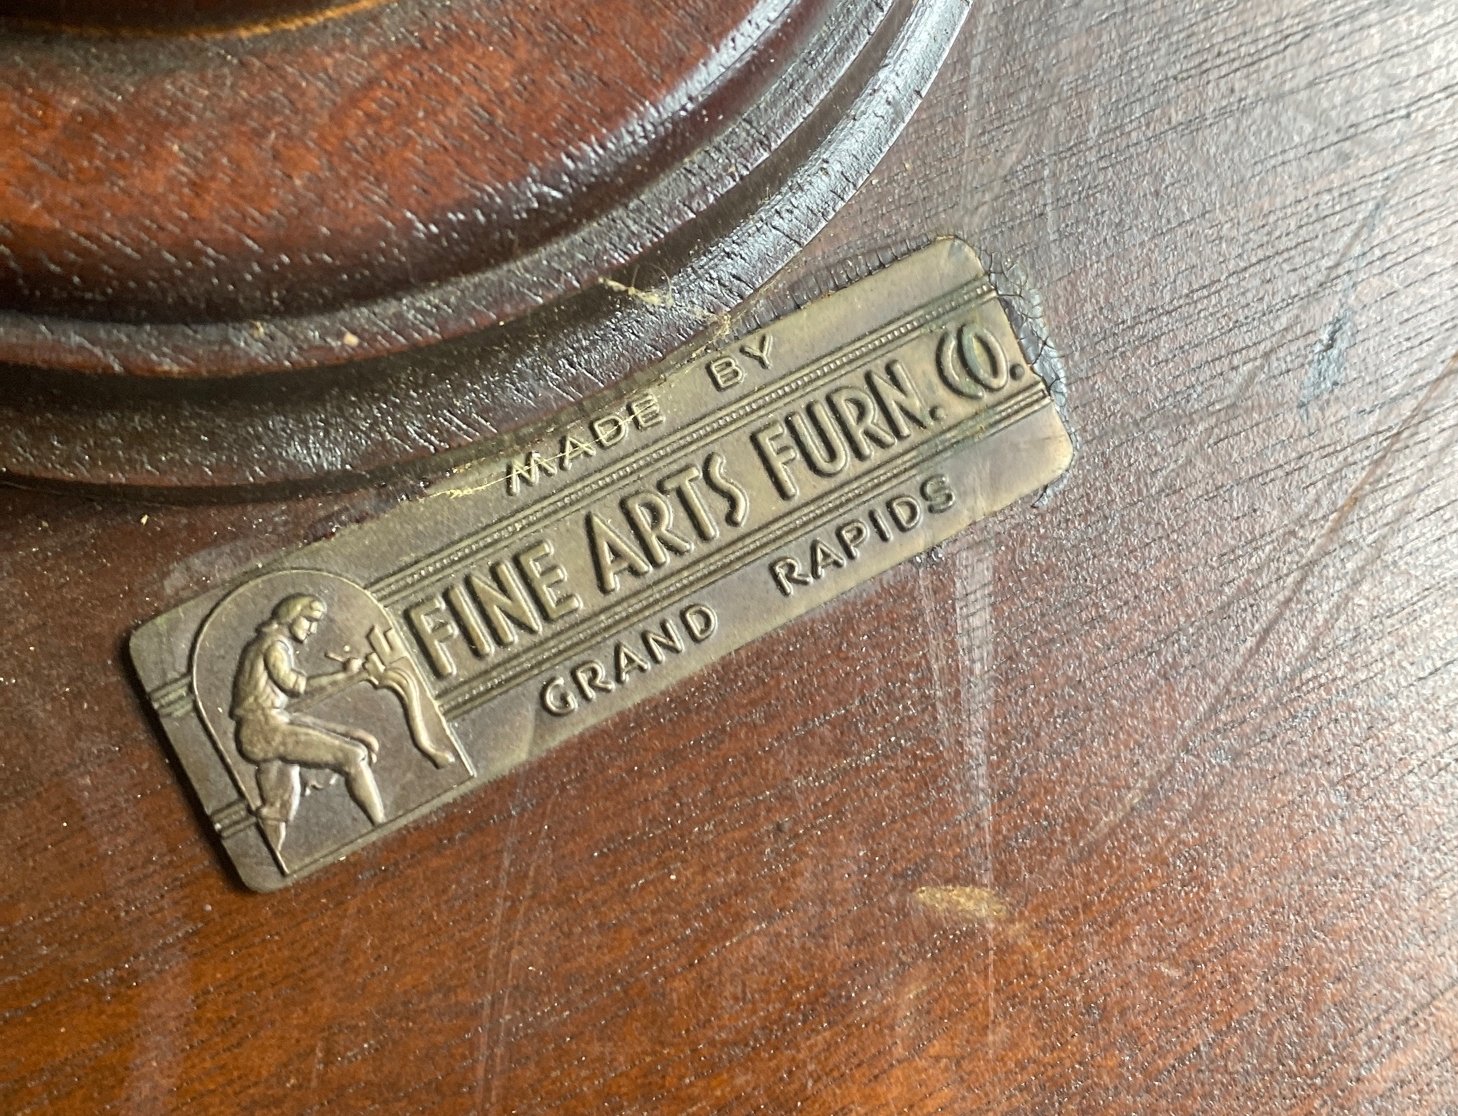 MADE BY
FINE ARTS FURN. CO.
GRAND RAPIDS